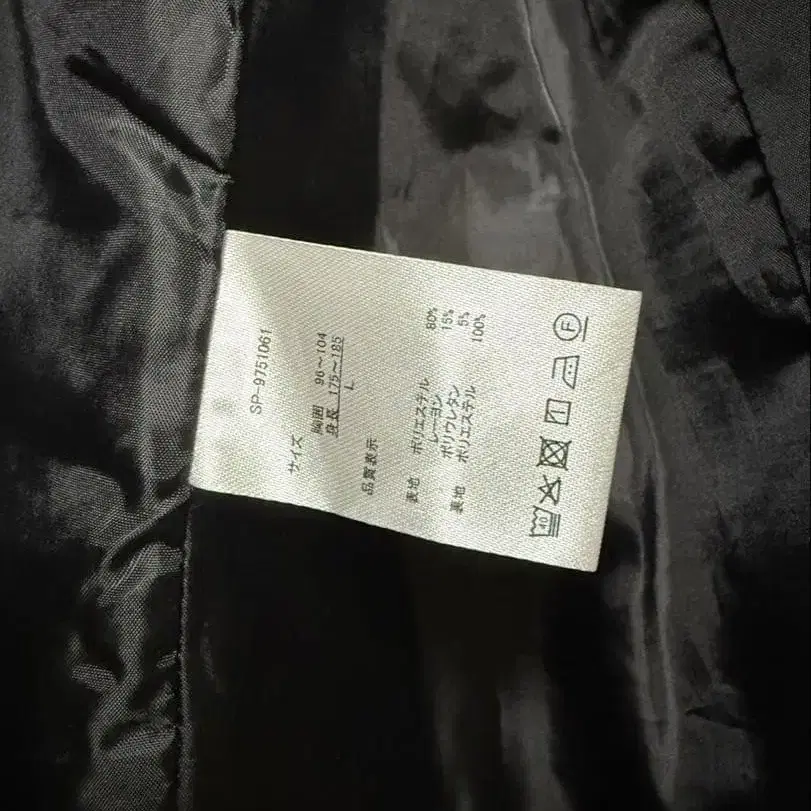 SP-9751061
サイズ
胸囲 96～104
身長 175～185
L
品質表示
表地 ポリエステル 80%
レーヨン 15%
ポリウレタン 5%
裏地 ポリエステル 100%
40
F